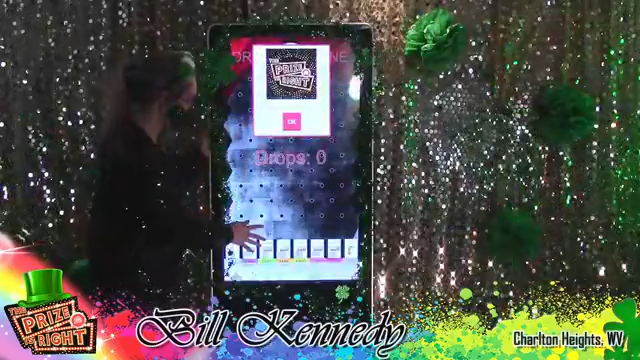 THE
PRIZE
IS RIGHT
OK
Drops: 0
THE
PRIZE
IS RIGHT
Bill Kennedy
Charlton Heights, WV